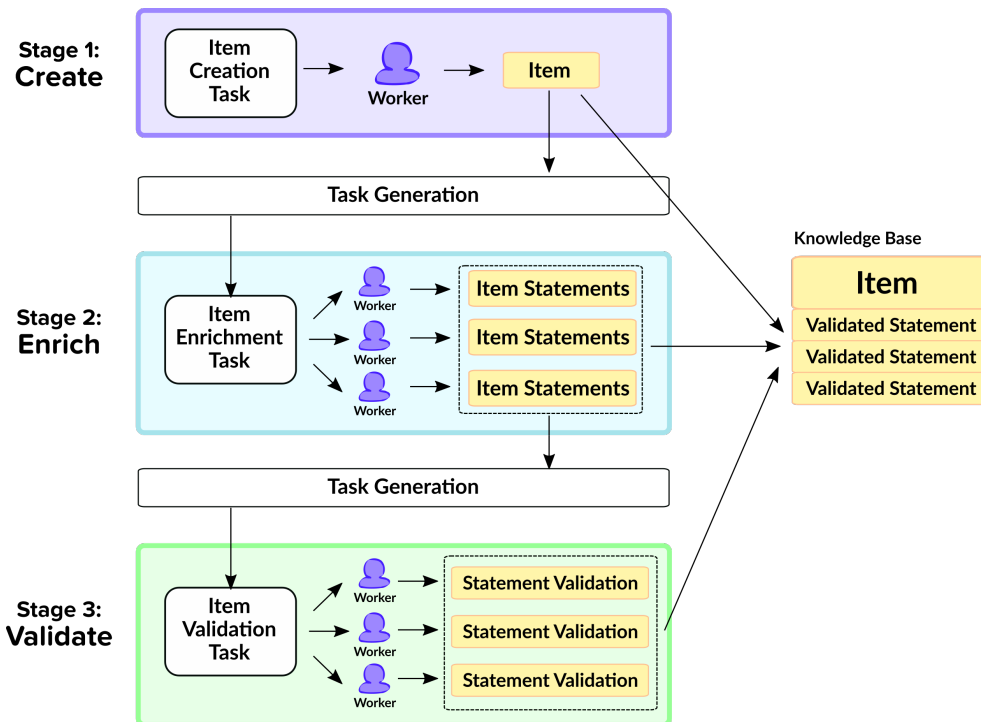 Stage 1:
Create
Item
Creation
Task
Worker
Item
Task Generation
Knowledge Base
Item
Validated Statement
Validated Statement
Validated Statement
Stage 2:
Enrich
Item
Enrichment
Task
Worker
Worker
Worker
Item Statements
Item Statements
Item Statements
Task Generation
Stage 3:
Validate
Item
Validation
Task
Worker
Worker
Worker
Statement Validation
Statement Validation
Statement Validation